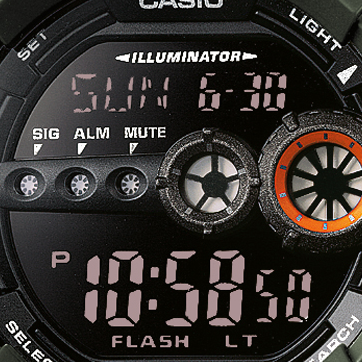 CASIO
SET
LIGHT
ILLUMINATOR
SUN 6-30
SIG ALM MUTE
P 10:58 50
FLASH LT